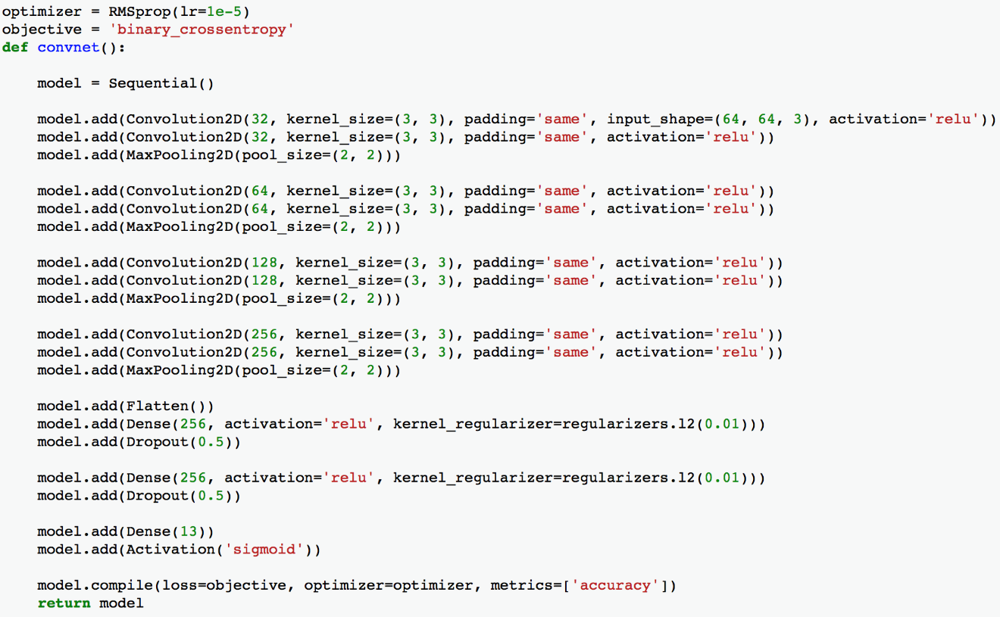 optimizer = RMSprop(lr=1e-5)
objective = 'binary_crossentropy'
def convnet():
model = Sequential()
model.add(Convolution2D(32, kernel_size=(3, 3), padding='same', input_shape=(64, 64, 3), activation='relu'))
model.add(Convolution2D(32, kernel_size=(3, 3), padding='same', activation='relu'))
model.add(MaxPooling2D(pool_size=(2, 2)))
model.add(Convolution2D(64, kernel_size=(3, 3), padding='same', activation='relu'))
model.add(Convolution2D(64, kernel_size=(3, 3), padding='same', activation='relu'))
model.add(MaxPooling2D(pool_size=(2, 2)))
model.add(Convolution2D(128, kernel_size=(3, 3), padding='same', activation='relu'))
model.add(Convolution2D(128, kernel_size=(3, 3), padding='same', activation='relu'))
model.add(MaxPooling2D(pool_size=(2, 2)))
model.add(Convolution2D(256, kernel_size=(3, 3), padding='same', activation='relu'))
model.add(Convolution2D(256, kernel_size=(3, 3), padding='same', activation='relu'))
model.add(MaxPooling2D(pool_size=(2, 2)))
model.add(Flatten())
model.add(Dense(256, activation='relu', kernel_regularizer=regularizers.l2(0.01)))
model.add(Dropout(0.5))
model.add(Dense(256, activation='relu', kernel_regularizer=regularizers.l2(0.01)))
model.add(Dropout(0.5))
model.add(Dense(13))
model.add(Activation('sigmoid'))
model.compile(loss=objective, optimizer=optimizer, metrics=['accuracy'])
return model